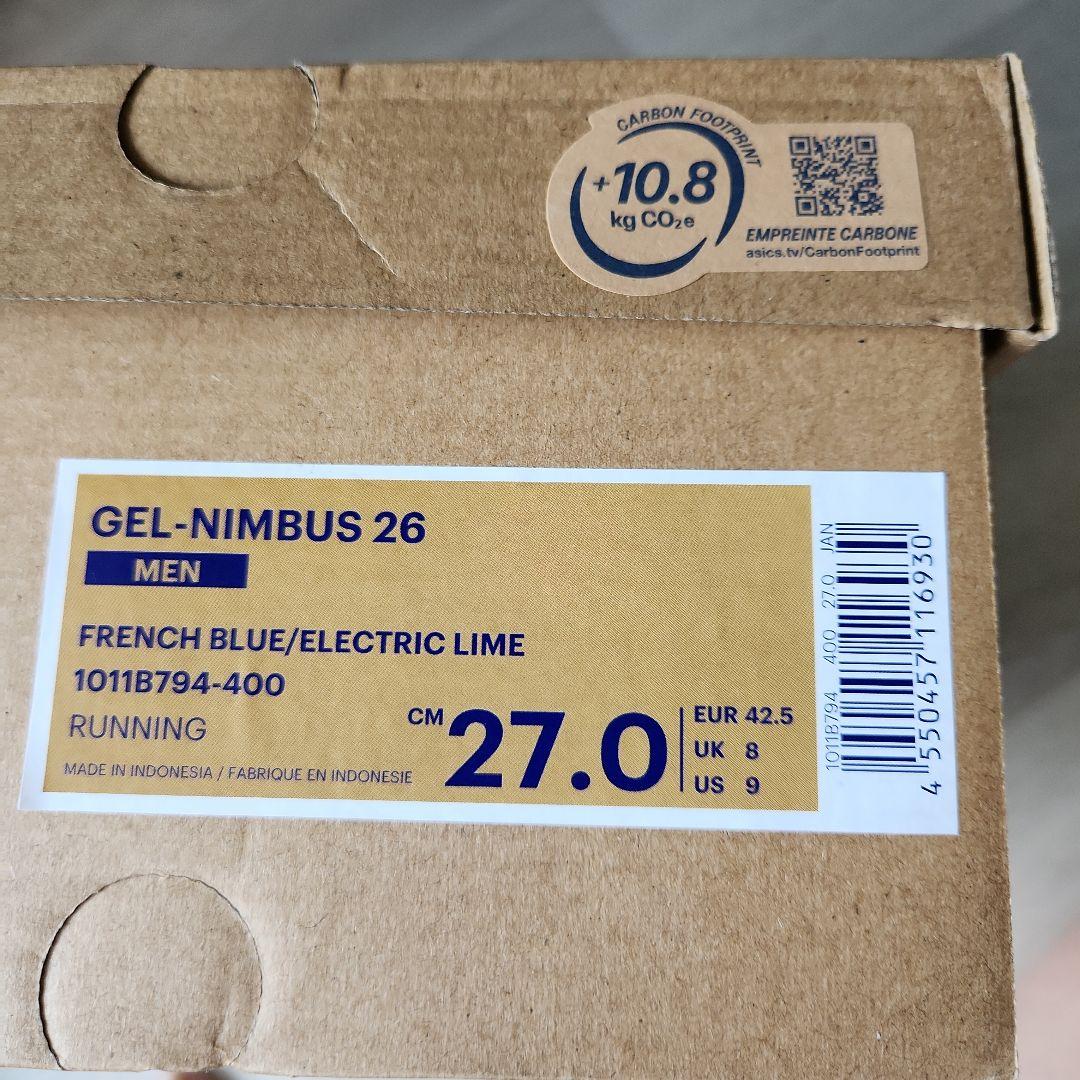 CARBON FOOTPRINT
+10.8
kg CO₂e
EMPREINTE CARBONE
asics.tv/CarbonFootprint
GEL-NIMBUS 26
MEN
FRENCH BLUE/ELECTRIC LIME
1011B794-400
RUNNING
MADE IN INDONESIA / FABRIQUE EN INDONESIE
CM 27.0
EUR 42.5
UK 8
US 9
1011B794 400 27.0 JAN
4 550457 116930